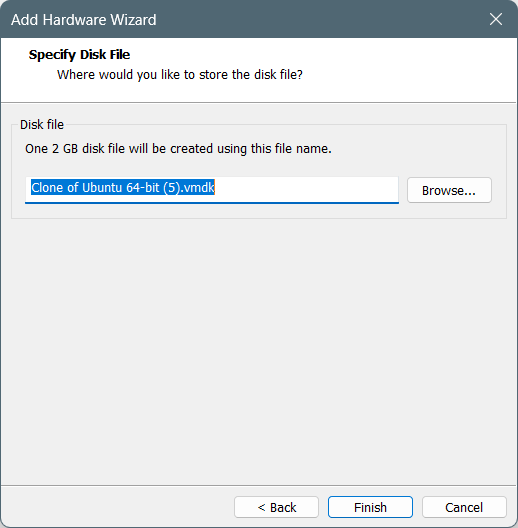 Add Hardware Wizard
Specify Disk File
Where would you like to store the disk file?
Disk file
One 2 GB disk file will be created using this file name.
Clone of Ubuntu 64-bit (5).vmdk
Browse...
< Back
Finish
Cancel